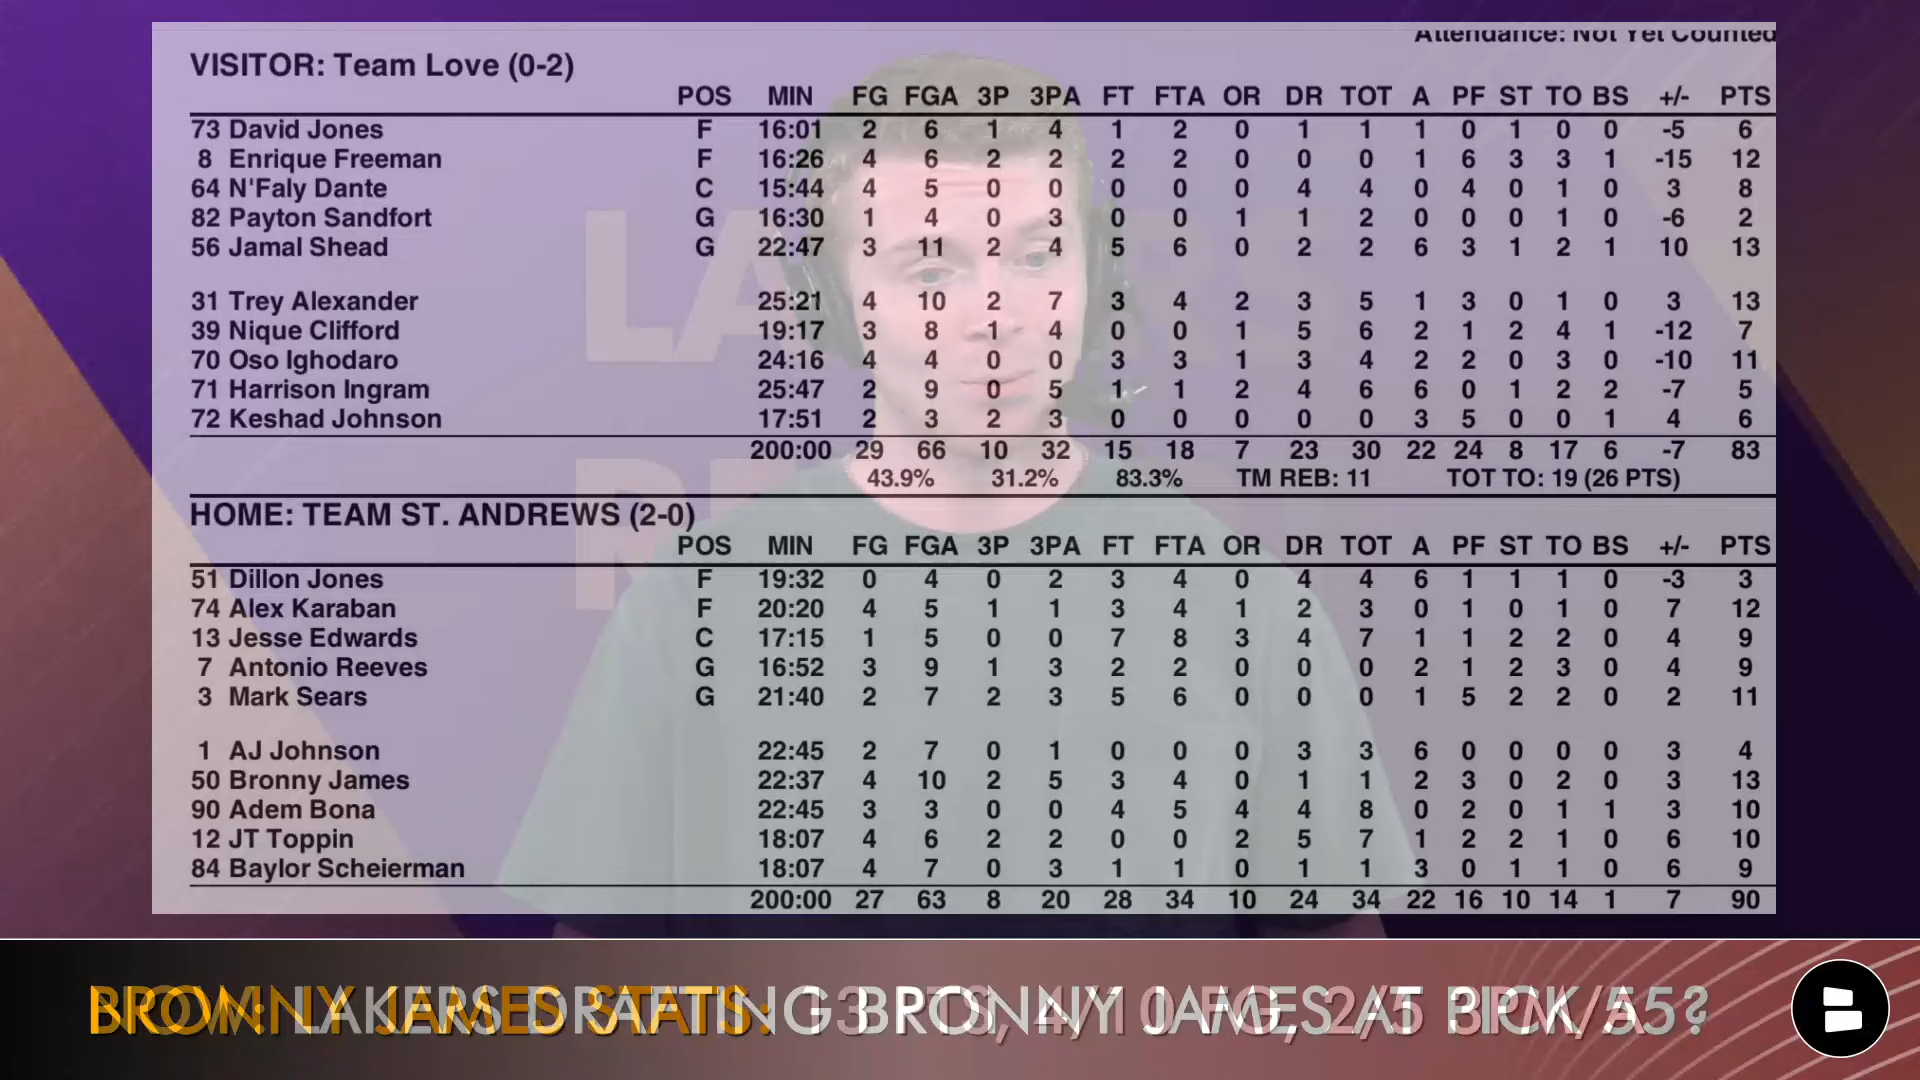 Attendance: Not Yet Counted
VISITOR: Team Love (0-2)
POS MIN FG FGA 3P 3PA FT FTA OR DR TOT A PF ST TO BS +/- PTS
73 David Jones F 16:01 2 6 1 4 1 2 0 1 1 1 0 1 0 0 -5 6
8 Enrique Freeman F 16:26 4 6 2 2 2 2 0 0 0 1 6 3 3 1 -15 12
64 N'Faly Dante C 15:44 4 5 0 0 0 0 0 4 4 0 4 0 1 0 3 8
82 Payton Sandfort G 16:30 1 4 0 3 0 0 1 1 2 0 0 0 1 0 -6 2
56 Jamal Shead G 22:47 3 11 2 4 5 6 0 2 2 6 3 1 2 1 10 13
31 Trey Alexander 25:21 4 10 2 7 3 4 2 3 5 1 3 0 1 0 3 13
39 Nique Clifford 19:17 3 8 1 4 0 0 1 5 6 2 1 2 4 1 -12 7
70 Oso Ighodaro 24:16 4 4 0 0 3 3 1 3 4 2 2 0 3 0 -10 11
71 Harrison Ingram 25:47 2 9 0 5 1 1 2 4 6 6 0 1 2 2 -7 5
72 Keshad Johnson 17:51 2 3 2 3 0 0 0 0 0 3 5 0 0 1 4 6
200:00 29 66 10 32 15 18 7 23 30 22 24 8 17 6 -7 83
43.9% 31.2% 83.3% TM REB: 11 TOT TO: 19 (26 PTS)
HOME: TEAM ST. ANDREWS (2-0)
POS MIN FG FGA 3P 3PA FT FTA OR DR TOT A PF ST TO BS +/- PTS
51 Dillon Jones F 19:32 0 4 0 2 3 4 0 4 4 6 1 1 1 0 -3 3
74 Alex Karaban F 20:20 4 5 1 1 3 4 1 2 3 0 1 0 1 0 7 12
13 Jesse Edwards C 17:15 1 5 0 0 7 8 3 4 7 1 1 2 2 0 4 9
7 Antonio Reeves G 16:52 3 9 1 3 2 2 0 0 0 2 1 2 3 0 4 9
3 Mark Sears G 21:40 2 7 2 3 5 6 0 0 0 1 5 2 2 0 2 11
1 AJ Johnson 22:45 2 7 0 1 0 0 0 3 3 6 0 0 0 0 3 4
50 Bronny James 22:37 4 10 2 5 3 4 0 1 1 2 3 0 2 0 3 13
90 Adem Bona 22:45 3 3 0 0 4 5 4 4 8 0 2 0 1 1 3 10
12 JT Toppin 18:07 4 6 2 2 0 0 2 5 7 1 2 2 1 0 6 10
84 Baylor Scheierman 18:07 4 7 0 3 1 1 0 1 1 3 0 1 1 0 6 9
200:00 27 63 8 20 28 34 10 24 34 22 16 10 14 1 7 90
LAKERS DRAFTING BRONNY JAMES AT PICK 55?